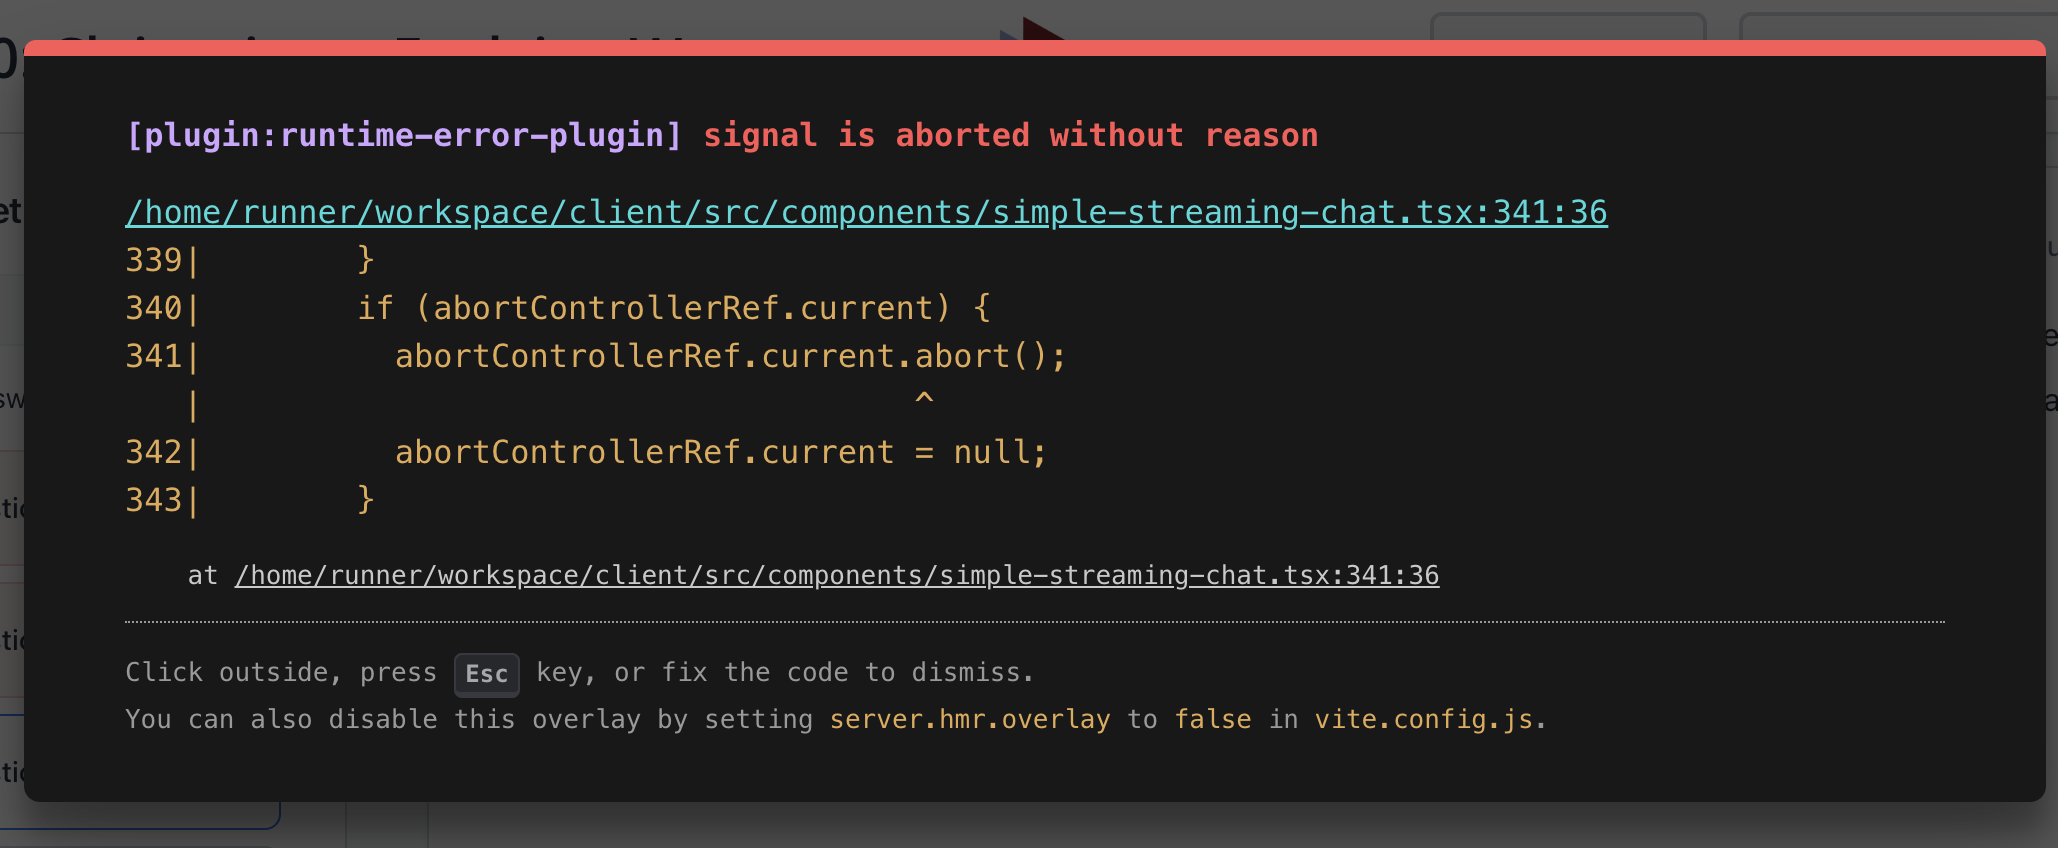 [plugin:runtime-error-plugin] signal is aborted without reason
/home/runner/workspace/client/src/components/simple-streaming-chat.tsx:341:36
339|        }
340|        if (abortControllerRef.current) {
341|          abortControllerRef.current.abort();
   |                                     ^
342|          abortControllerRef.current = null;
343|        }
at /home/runner/workspace/client/src/components/simple-streaming-chat.tsx:341:36
Click outside, press Esc key, or fix the code to dismiss.
You can also disable this overlay by setting server.hmr.overlay to false in vite.config.js.